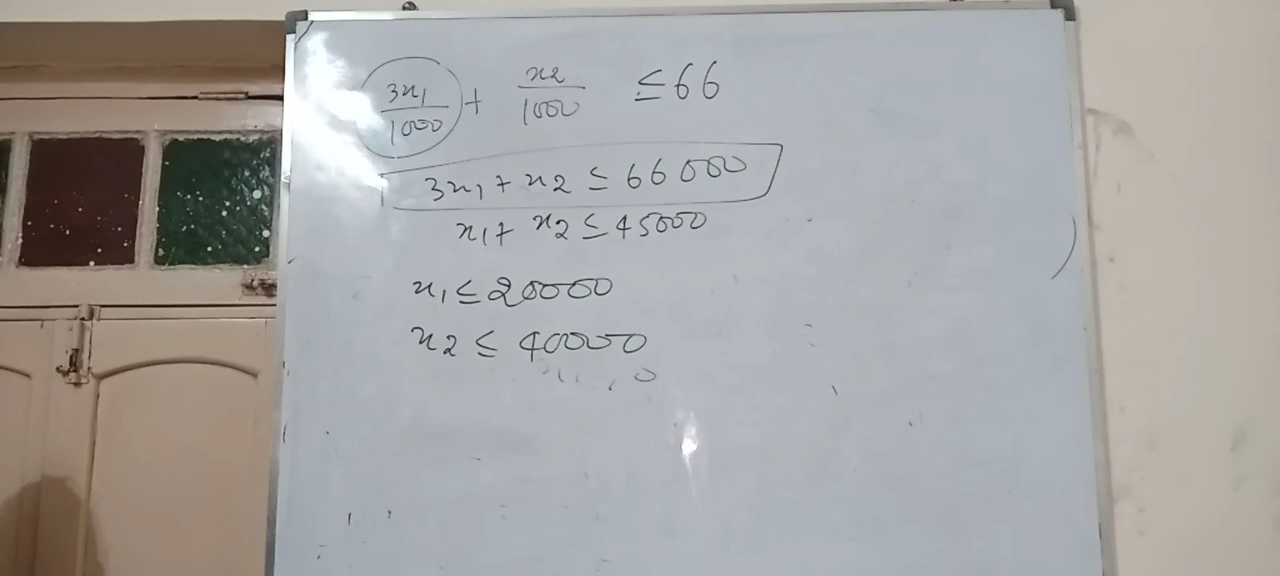 3x₁/1000 + x₂/1000 ≤ 66
3x₁ + x₂ ≤ 66000
x₁ + x₂ ≤ 45000
x₁ ≤ 20000
x₂ ≤ 40000